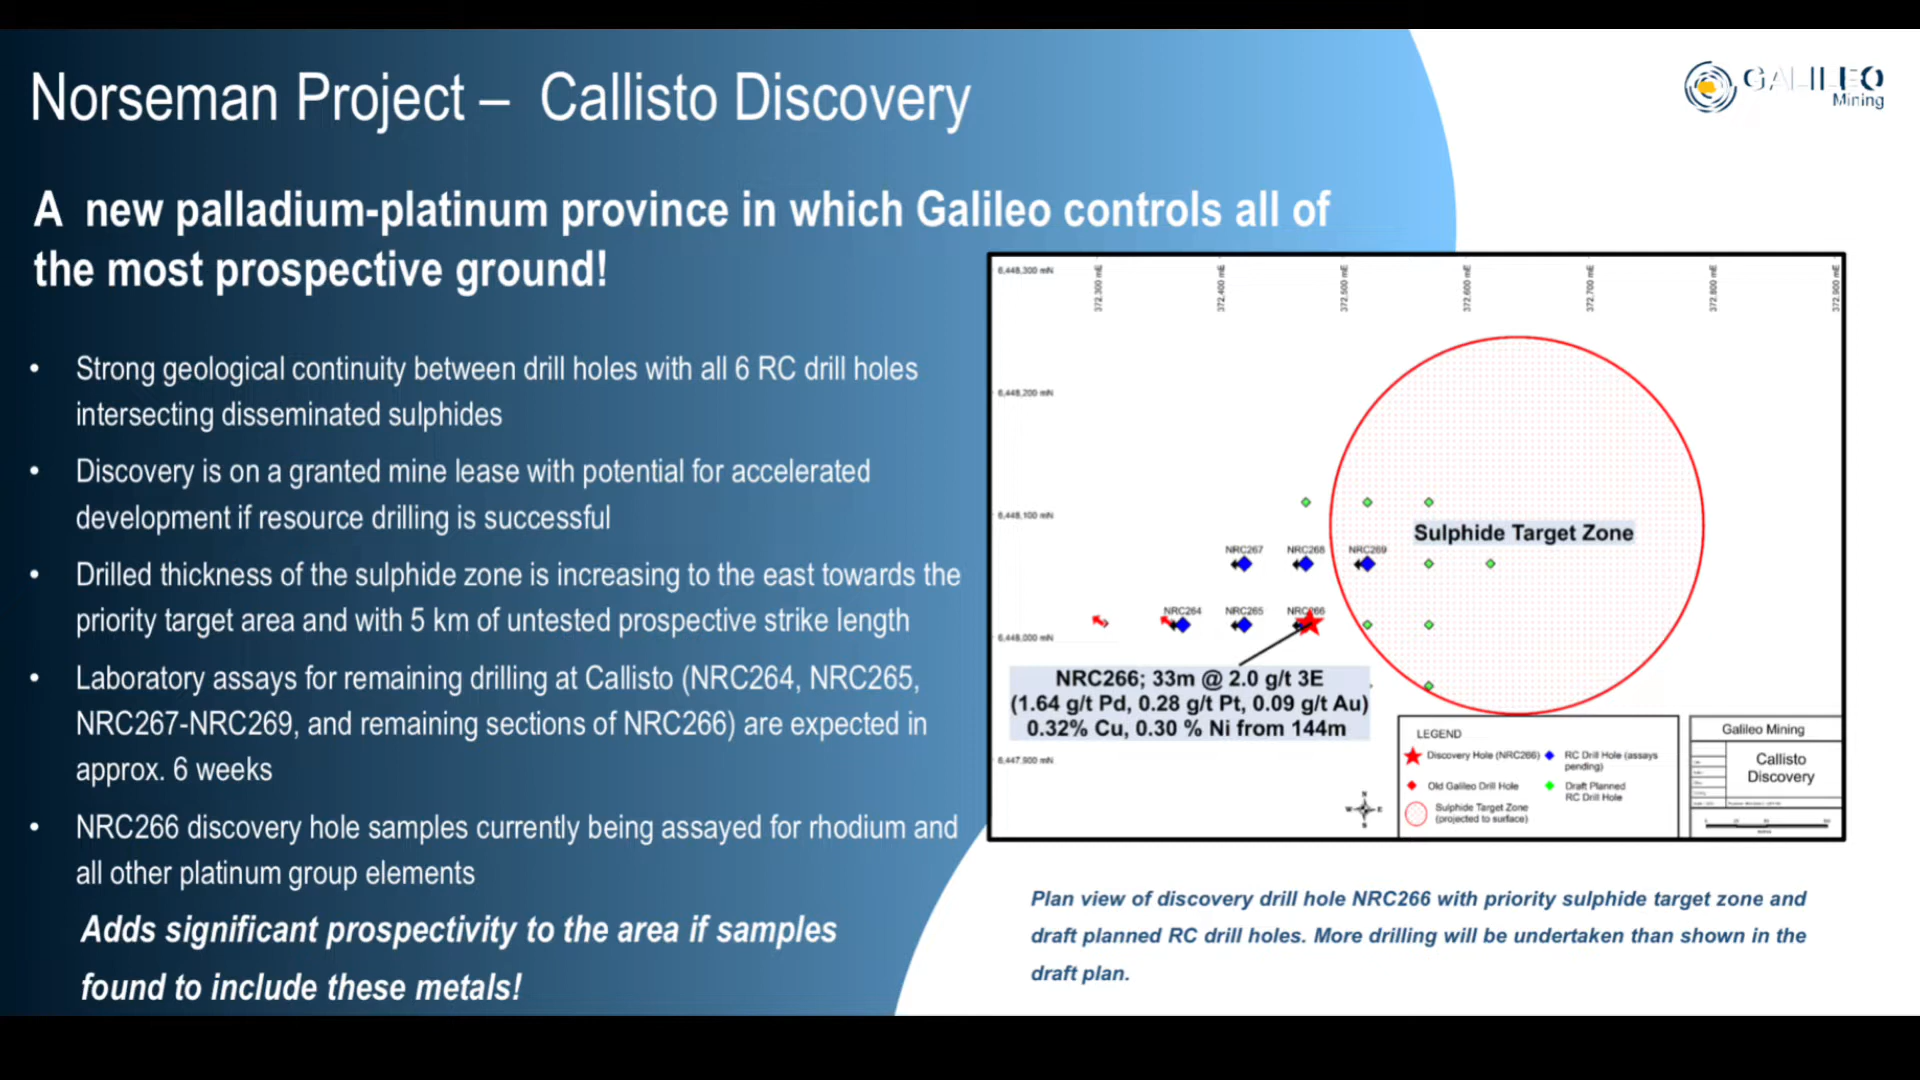 Norseman Project – Callisto Discovery
GALILEO
Mining
A new palladium-platinum province in which Galileo controls all of
the most prospective ground!
• Strong geological continuity between drill holes with all 6 RC drill holes
intersecting disseminated sulphides
• Discovery is on a granted mine lease with potential for accelerated
development if resource drilling is successful
• Drilled thickness of the sulphide zone is increasing to the east towards the
priority target area and with 5 km of untested prospective strike length
• Laboratory assays for remaining drilling at Callisto (NRC264, NRC265,
NRC267-NRC269, and remaining sections of NRC266) are expected in
approx. 6 weeks
• NRC266 discovery hole samples currently being assayed for rhodium and
all other platinum group elements
Adds significant prospectivity to the area if samples
found to include these metals!
6,448,300 mN
372,300 mE
372,400 mE
372,500 mE
372,600 mE
372,700 mE
372,800 mE
372,900 mE
6,448,200 mN
6,448,100 mN
Sulphide Target Zone
NRC267 NRC268 NRC269
NRC264 NRC265 NRC266
6,448,000 mN
NRC266; 33m @ 2.0 g/t 3E
(1.64 g/t Pd, 0.28 g/t Pt, 0.09 g/t Au)
0.32% Cu, 0.30 % Ni from 144m
6,447,900 mN
N
W E
S
LEGEND
Discovery Hole (NRC266)
RC Drill Hole (assays
pending)
Old Galileo Drill Hole
Draft Planned
RC Drill Hole
Sulphide Target Zone
(projected to surface)
Galileo Mining
Callisto
Discovery
Plan view of discovery drill hole NRC266 with priority sulphide target zone and
draft planned RC drill holes. More drilling will be undertaken than shown in the
draft plan.